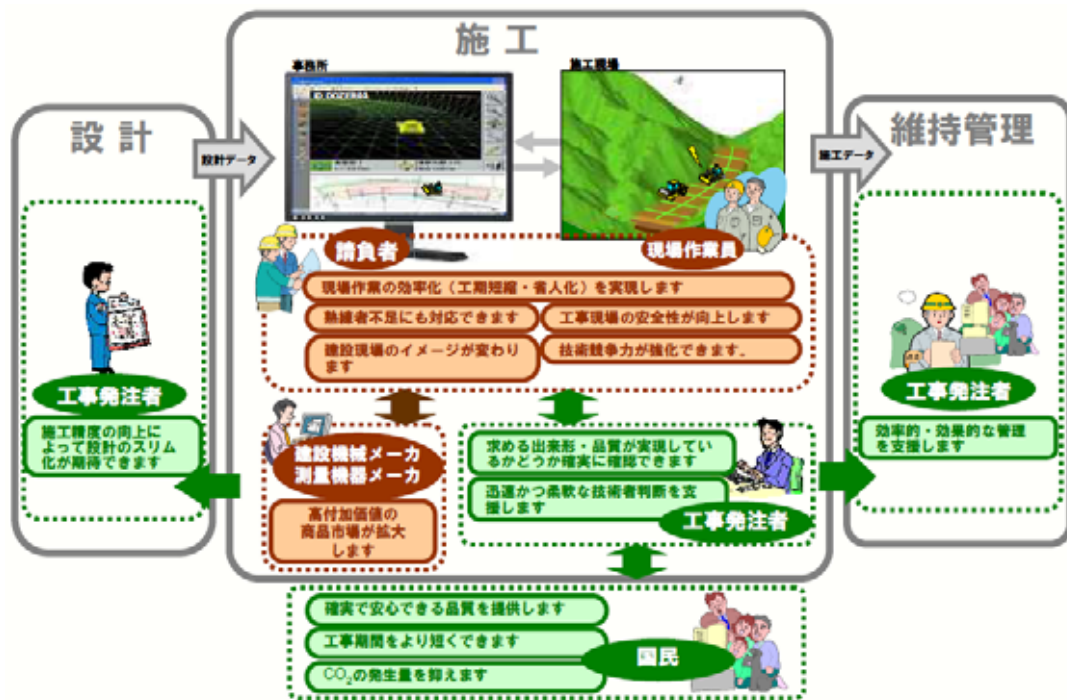 施工
事務所
施工現場
設計
維持管理
設計データ
施工データ
請負者
現場作業員
現場作業の効率化（工期短縮・省人化）を実現します
熟練者不足にも対応できます
工事現場の安全性が向上します
建設現場のイメージが変わり
ます
技術競争力が強化できます。
工事発注者
施工精度の向上に
よって設計のスリム
化が期待できます
建設機械メーカ
測量機器メーカ
高付加価値の
商品市場が拡大
します
求める出来形・品質が実現してい
るかどうか確実に確認できます
迅速かつ柔軟な技術者判断を支
援します
工事発注者
工事発注者
効率的・効果的な管理
を支援します
確実で安心できる品質を提供します
工事期間をより短くできます
CO₂の発生量を抑えます
国民